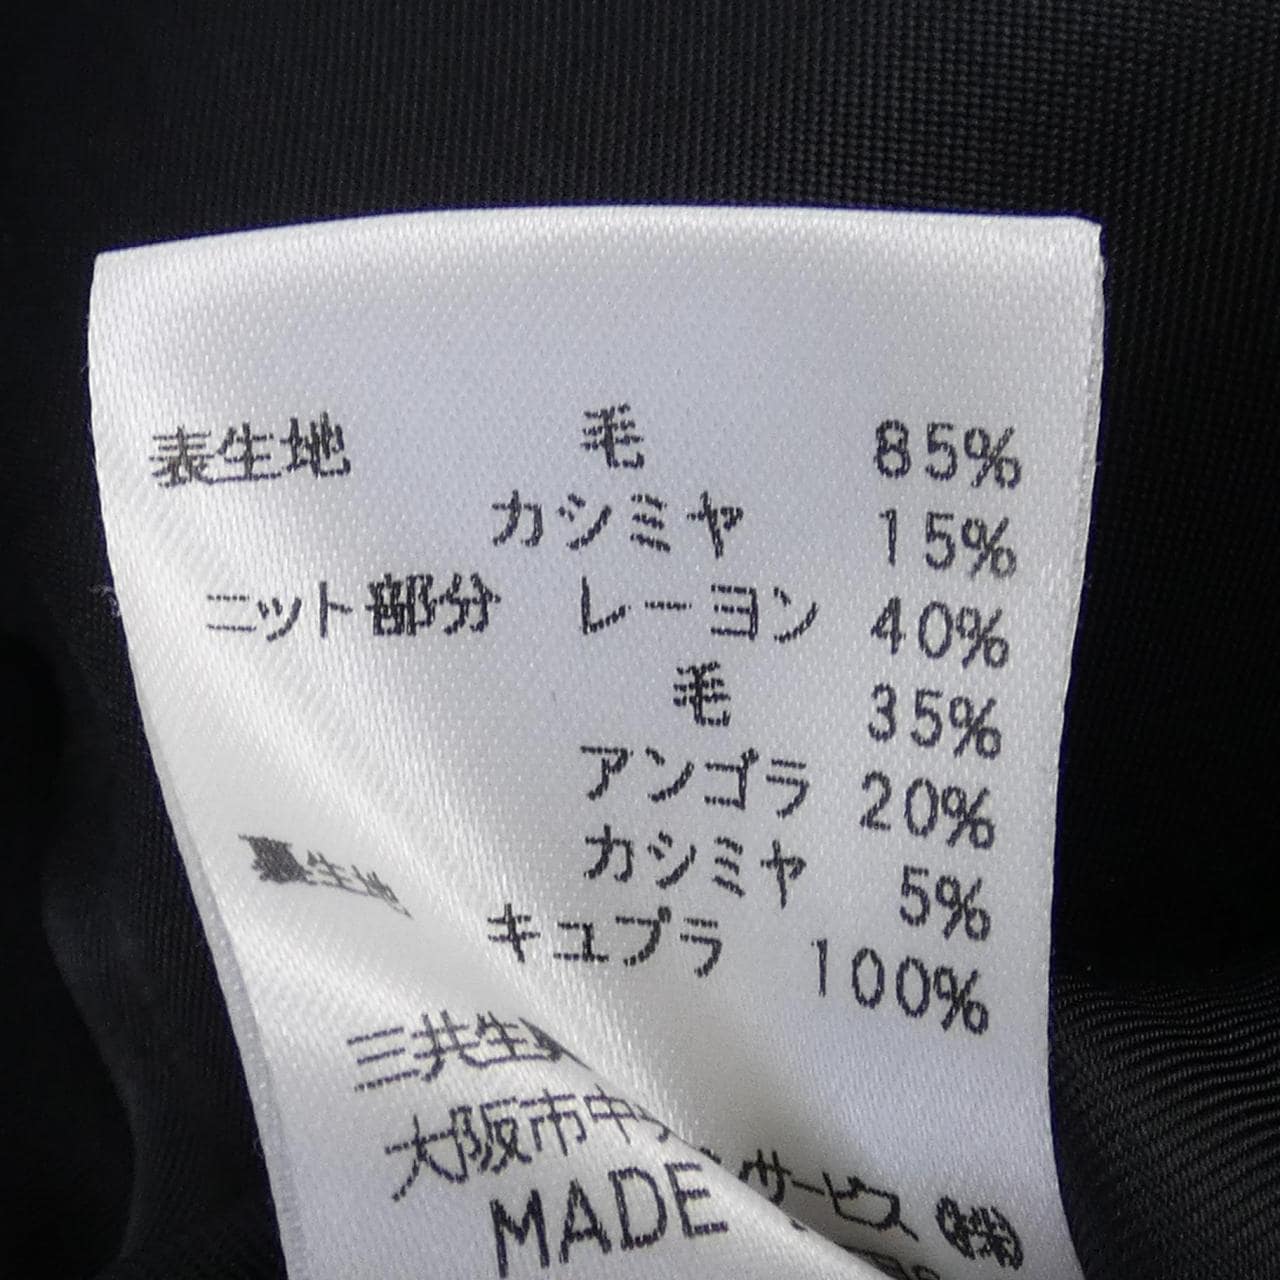 表生地 毛 85%
カシミヤ 15%
ニット部分 レーヨン 40%
毛 35%
アンゴラ 20%
カシミヤ 5%
裏生地 キュプラ 100%
三共生 サービス ㈱
大阪市中
MADE